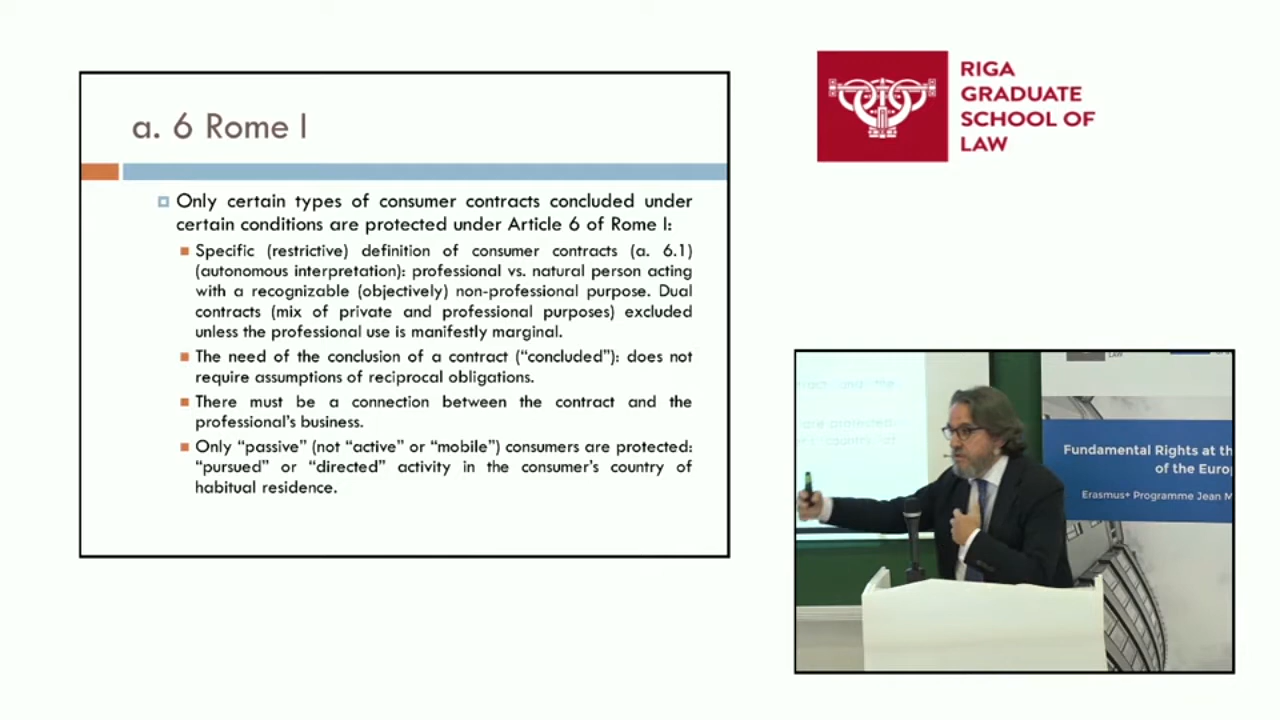 a. 6 Rome I
Only certain types of consumer contracts concluded under
certain conditions are protected under Article 6 of Rome I:
Specific (restrictive) definition of consumer contracts (a. 6.1)
(autonomous interpretation): professional vs. natural person acting
with a recognizable (objectively) non-professional purpose. Dual
contracts (mix of private and professional purposes) excluded
unless the professional use is manifestly marginal.
The need of the conclusion of a contract (“concluded”): does not
require assumptions of reciprocal obligations.
There must be a connection between the contract and the
professional’s business.
Only “passive” (not “active” or “mobile”) consumers are protected:
“pursued” or “directed” activity in the consumer’s country of
habitual residence.
RIGA
GRADUATE
SCHOOL OF
LAW
LAW
Fundamental Rights at th
of the Euro
Erasmus+ Programme Jean M